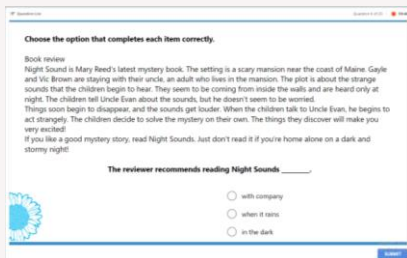 Choose the option that completes each item correctly.
Book review
Night Sound is Mary Reed's latest mystery book. The setting is a scary mansion near the coast of Maine. Gayle
and Vic Brown are staying with their uncle, an adult who lives in the mansion. The plot is about the strange
sounds that the children begin to hear. They seem to be coming from inside the walls and are heard only at
night. The children tell Uncle Evan about the sounds, but he doesn't seem to be worried.
Things soon begin to disappear, and the sounds get louder. When the children talk to Uncle Evan, he begins to
act strangely. The children decide to solve the mystery on their own. The things they discover will make you
very excited!
If you like a good mystery story, read Night Sounds. Just don't read it if you're home alone on a dark and
stormy night!
The reviewer recommends reading Night Sounds ______.
with company
when it rains
in the dark
SUBMIT